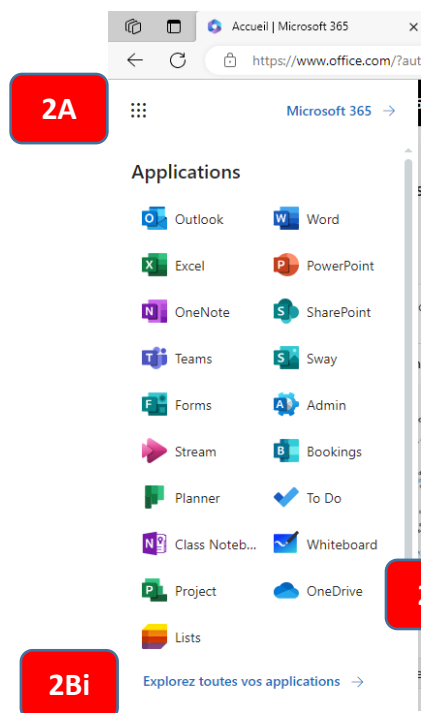 Accueil | Microsoft 365
https://www.office.com/?aut
2A
Microsoft 365 →
Applications
Outlook Word
Excel PowerPoint
OneNote SharePoint
Teams Sway
Forms Admin
Stream Bookings
Planner To Do
Class Noteb... Whiteboard
Project OneDrive
Lists
2Bi
Explorez toutes vos applications →